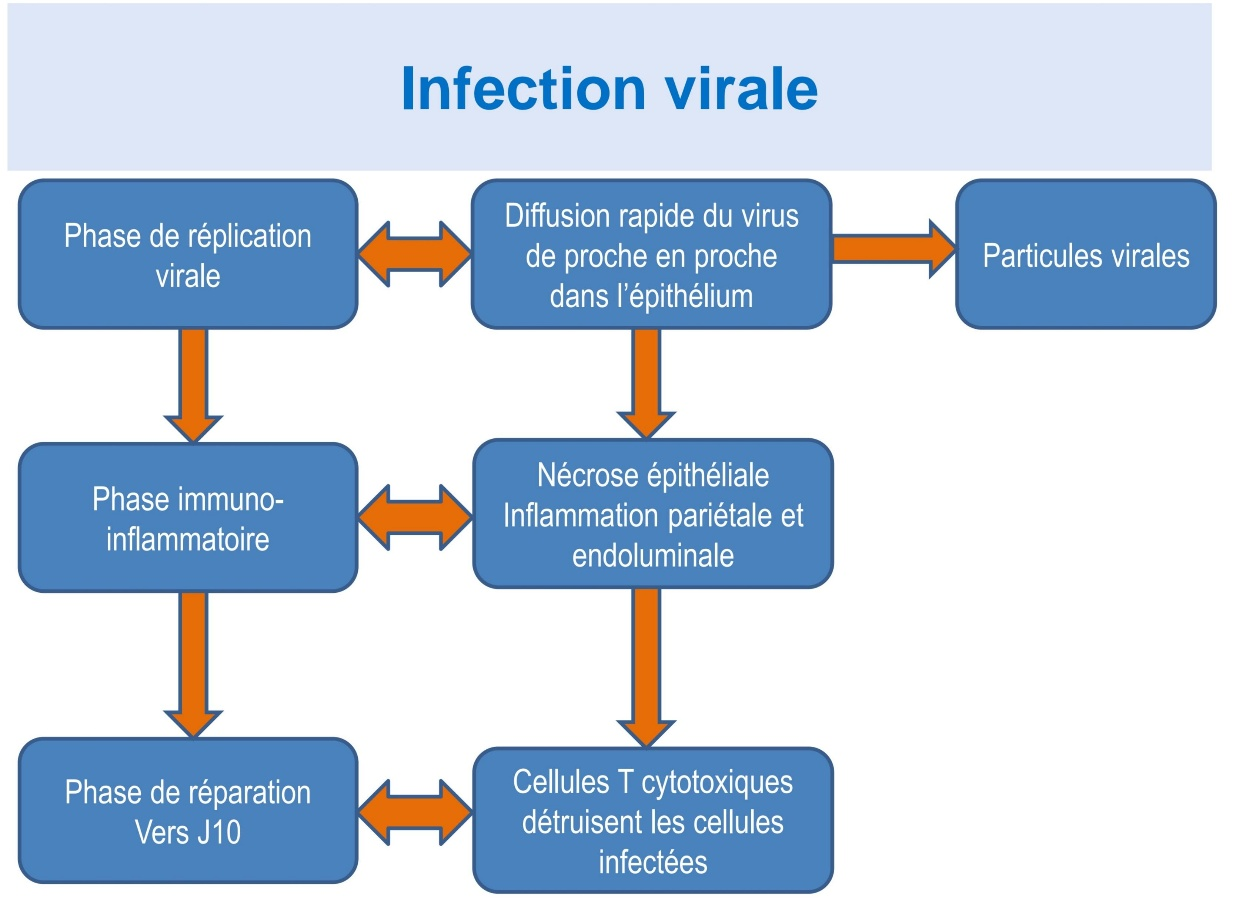 Infection virale
Phase de réplication
virale
Diffusion rapide du virus
de proche en proche
dans l'épithélium
Particules virales
Phase immuno-
inflammatoire
Nécrose épithéliale
Inflammation pariétale et
endoluminale
Phase de réparation
Vers J10
Cellules T cytotoxiques
détruisent les cellules
infectées